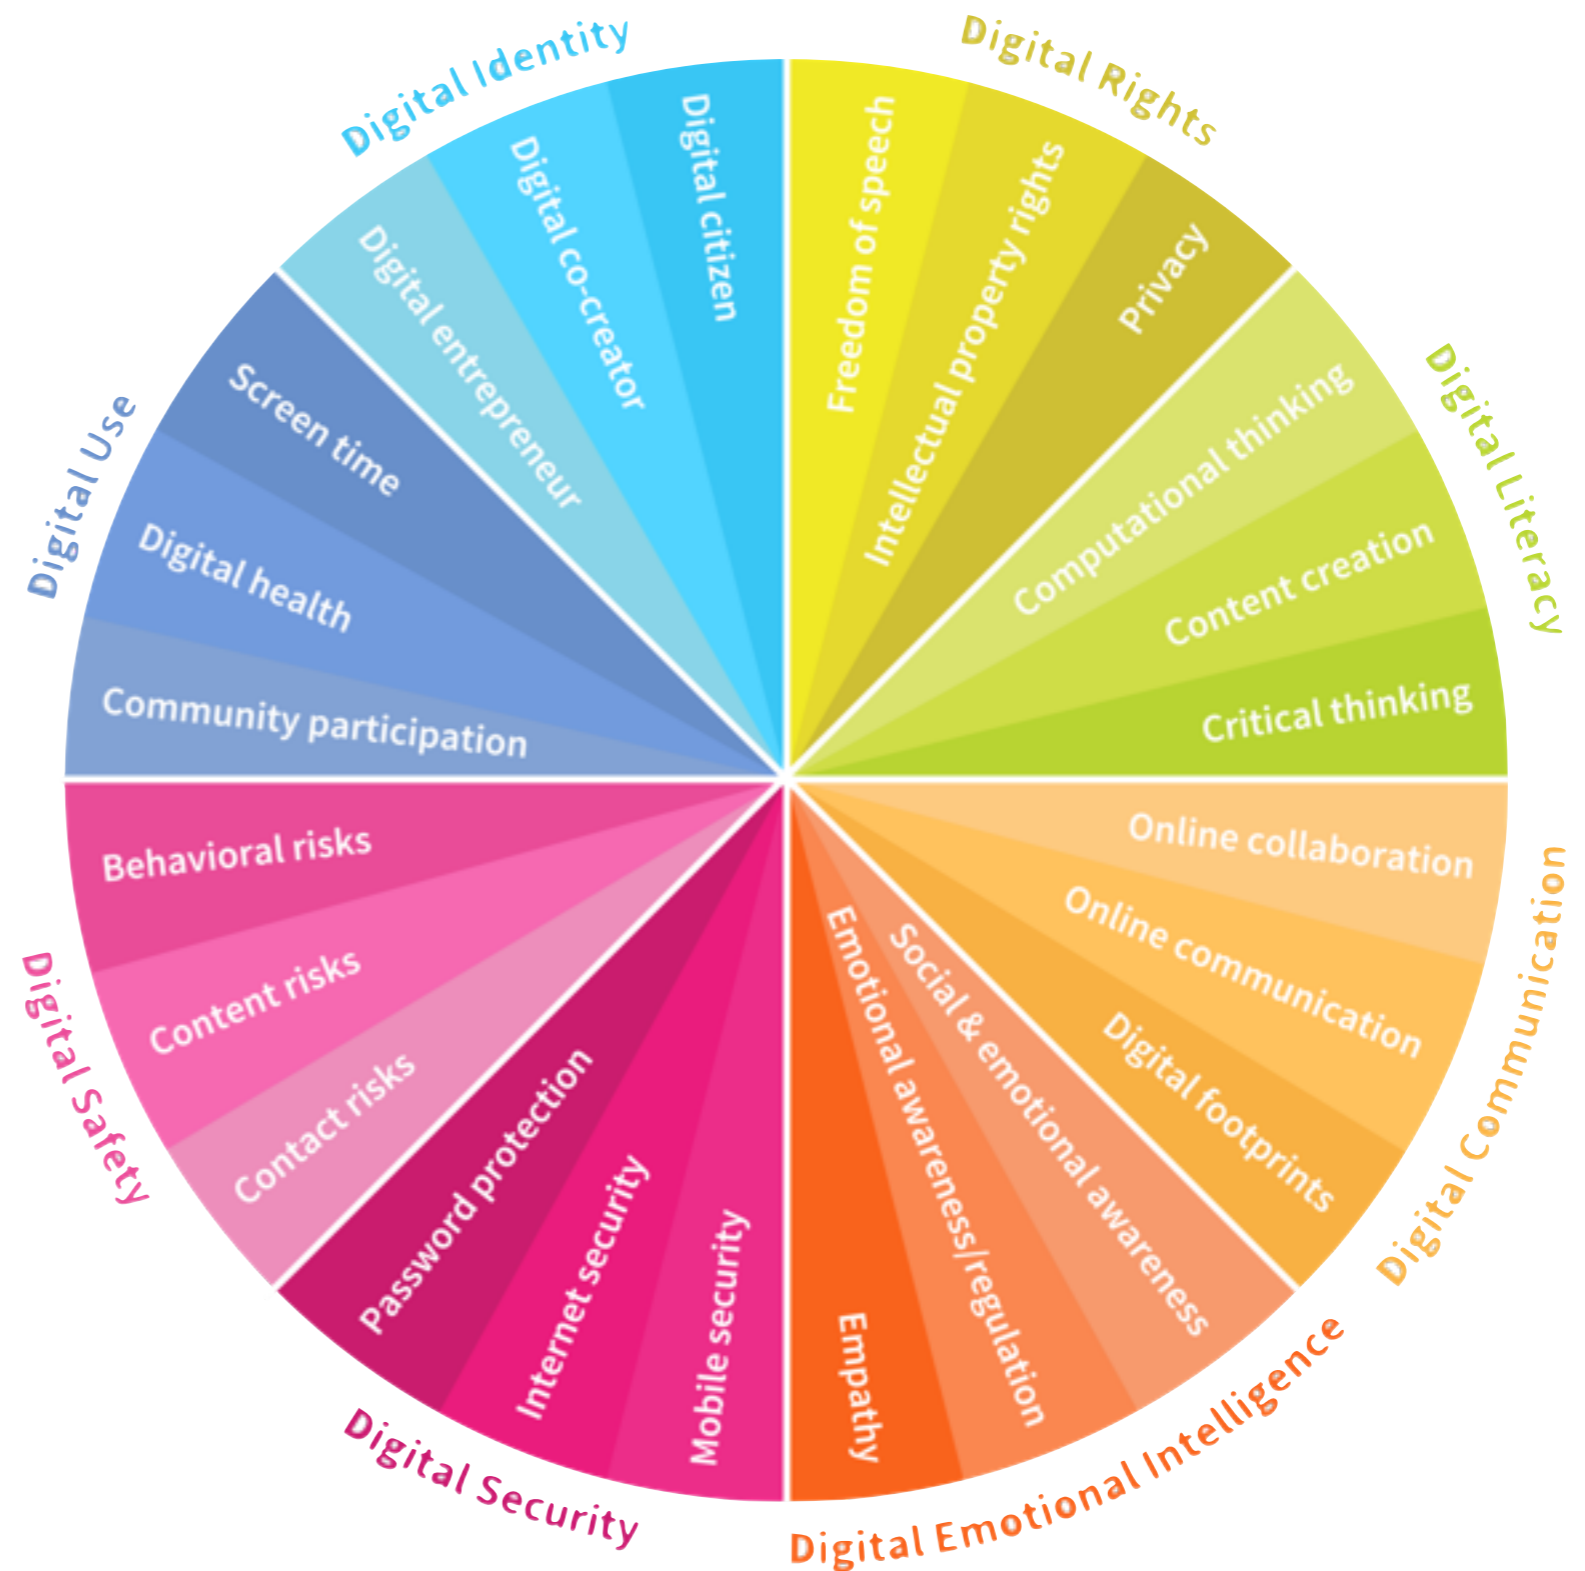 Digital Identity
Digital citizen
Digital co-creator
Digital entrepreneur
Digital Rights
Freedom of speech
Intellectual property rights
Privacy
Digital Literacy
Computational thinking
Content creation
Critical thinking
Digital Communication
Online collaboration
Online communication
Digital footprints
Digital Emotional Intelligence
Social & emotional awareness
Emotional awareness/regulation
Empathy
Digital Security
Mobile security
Internet security
Password protection
Digital Safety
Contact risks
Content risks
Behavioral risks
Digital Use
Community participation
Digital health
Screen time